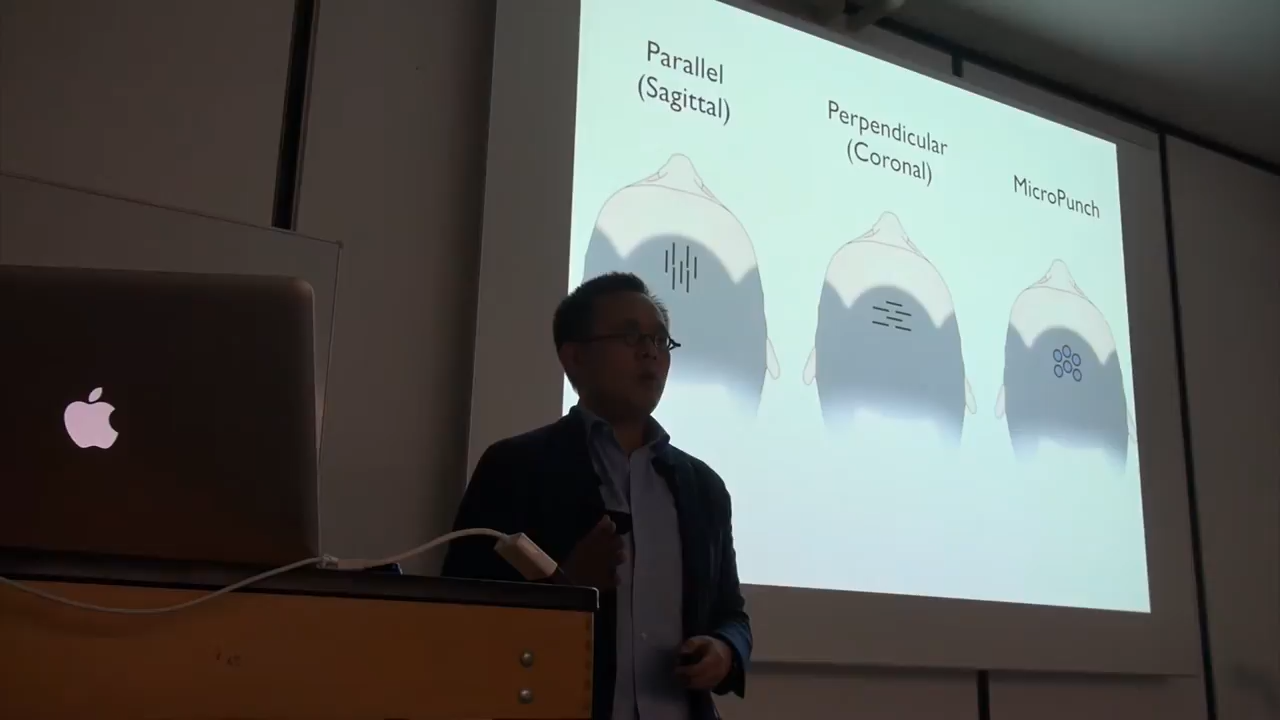 Parallel
(Sagittal)
Perpendicular
(Coronal)
MicroPunch